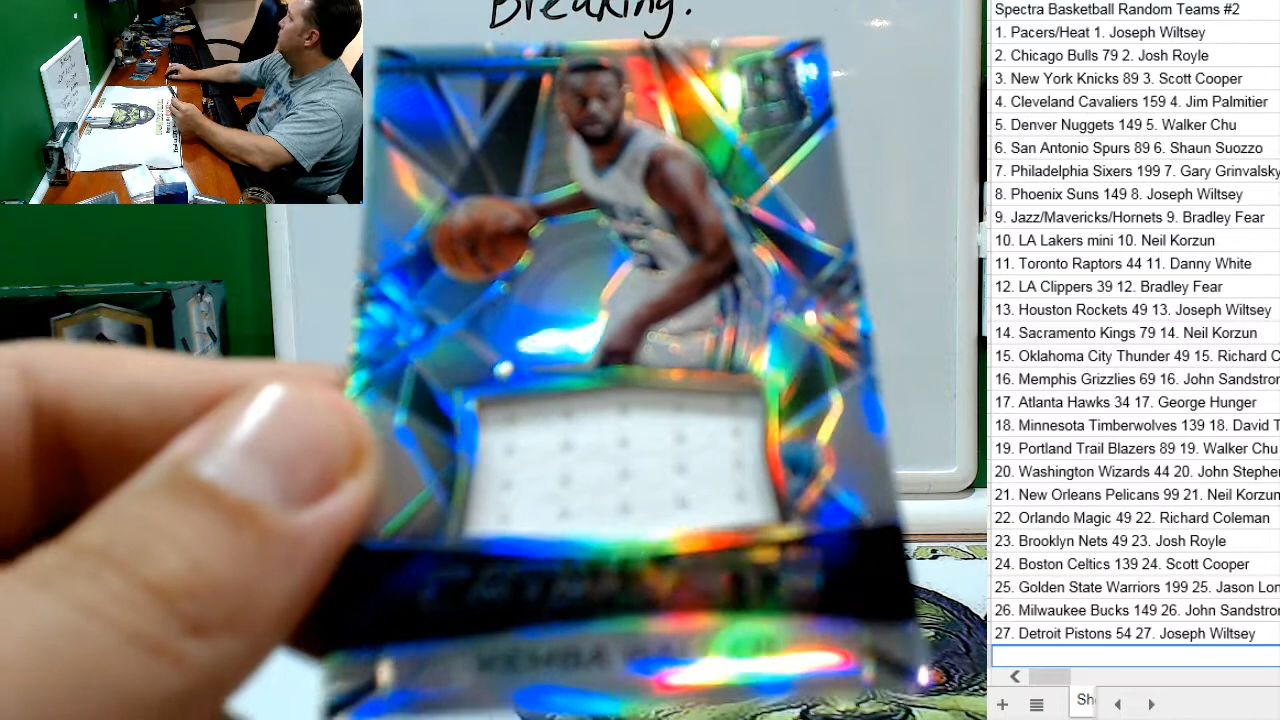 Breaking!
Spectra Basketball Random Teams #2
1. Pacers/Heat 1. Joseph Wiltsey
2. Chicago Bulls 79 2. Josh Royle
3. New York Knicks 89 3. Scott Cooper
4. Cleveland Cavaliers 159 4. Jim Palmitier
5. Denver Nuggets 149 5. Walker Chu
6. San Antonio Spurs 89 6. Shaun Suozzo
7. Philadelphia Sixers 199 7. Gary Grinvalsky
8. Phoenix Suns 149 8. Joseph Wiltsey
9. Jazz/Mavericks/Hornets 9. Bradley Fear
10. LA Lakers mini 10. Neil Korzun
11. Toronto Raptors 44 11. Danny White
12. LA Clippers 39 12. Bradley Fear
13. Houston Rockets 49 13. Joseph Wiltsey
14. Sacramento Kings 79 14. Neil Korzun
15. Oklahoma City Thunder 49 15. Richard C
16. Memphis Grizzlies 69 16. John Sandstror
17. Atlanta Hawks 34 17. George Hunger
18. Minnesota Timberwolves 139 18. David T
19. Portland Trail Blazers 89 19. Walker Chu
20. Washington Wizards 44 20. John Stephe
21. New Orleans Pelicans 99 21. Neil Korzun
22. Orlando Magic 49 22. Richard Coleman
23. Brooklyn Nets 49 23. Josh Royle
24. Boston Celtics 139 24. Scott Cooper
25. Golden State Warriors 199 25. Jason Lon
26. Milwaukee Bucks 149 26. John Sandstro
27. Detroit Pistons 54 27. Joseph Wiltsey
Sh
KEMBA